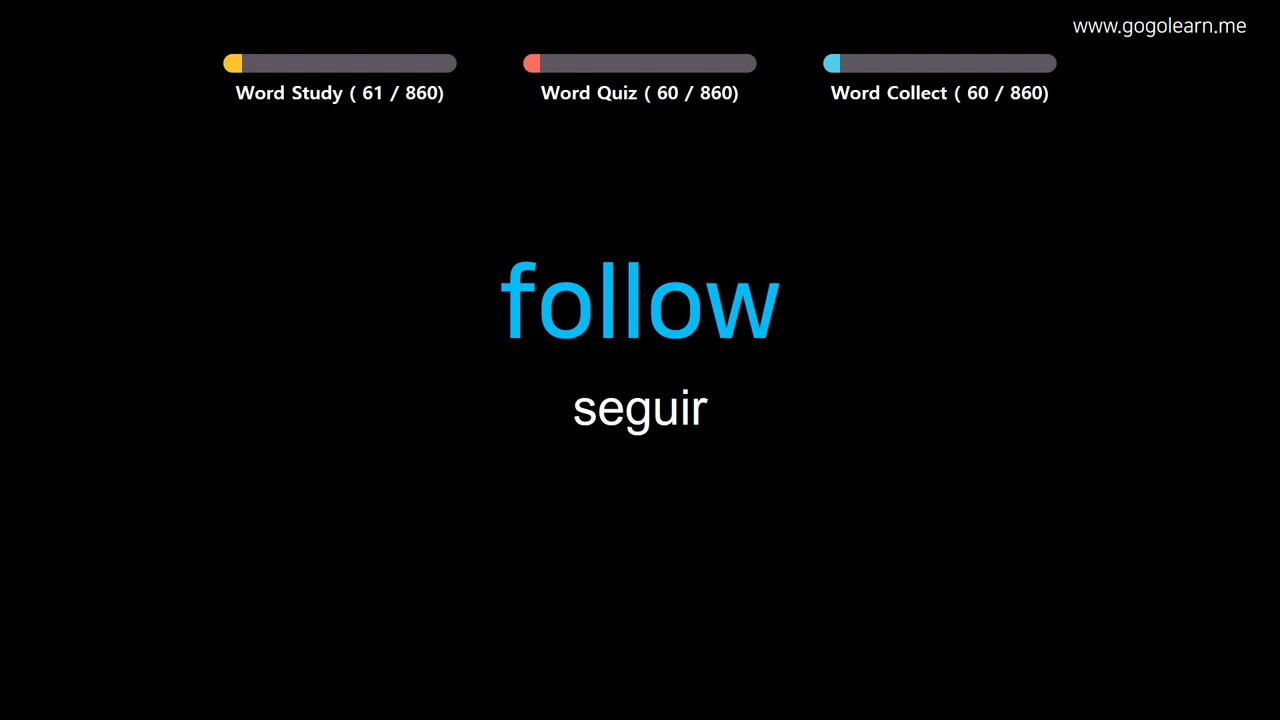 www.gogolearn.me
Word Study ( 61 / 860)
Word Quiz ( 60 / 860)
Word Collect ( 60 / 860)
follow
seguir